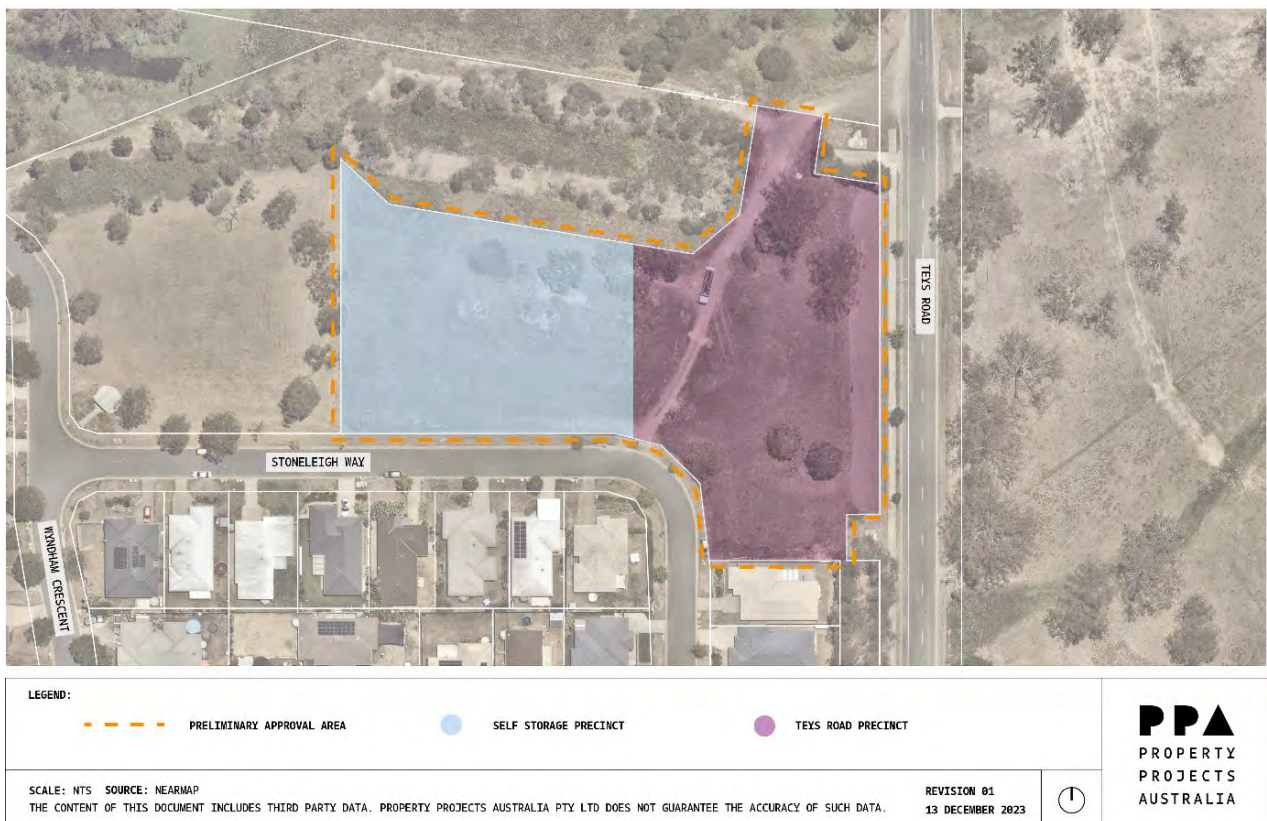 TEYS ROAD
STONELEIGH WAY
WYNDHAM CRESCENT
LEGEND:
PRELIMINARY APPROVAL AREA
SELF STORAGE PRECINCT
TEYS ROAD PRECINCT
SCALE: NTS SOURCE: NEARMAP
THE CONTENT OF THIS DOCUMENT INCLUDES THIRD PARTY DATA. PROPERTY PROJECTS AUSTRALIA PTY LTD DOES NOT GUARANTEE THE ACCURACY OF SUCH DATA.
REVISION 01
13 DECEMBER 2023
PPA
PROPERTY
PROJECTS
AUSTRALIA